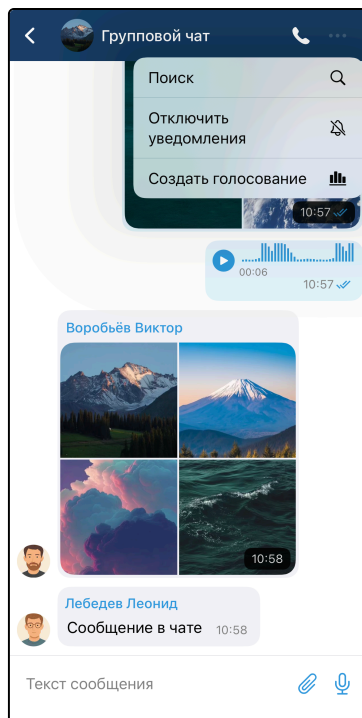 Групповой чат
Поиск
Отключить
уведомления
Создать голосование
10:57
00:06
10:57
Воробьёв Виктор
10:58
Лебедев Леонид
Сообщение в чате 10:58
Текст сообщения